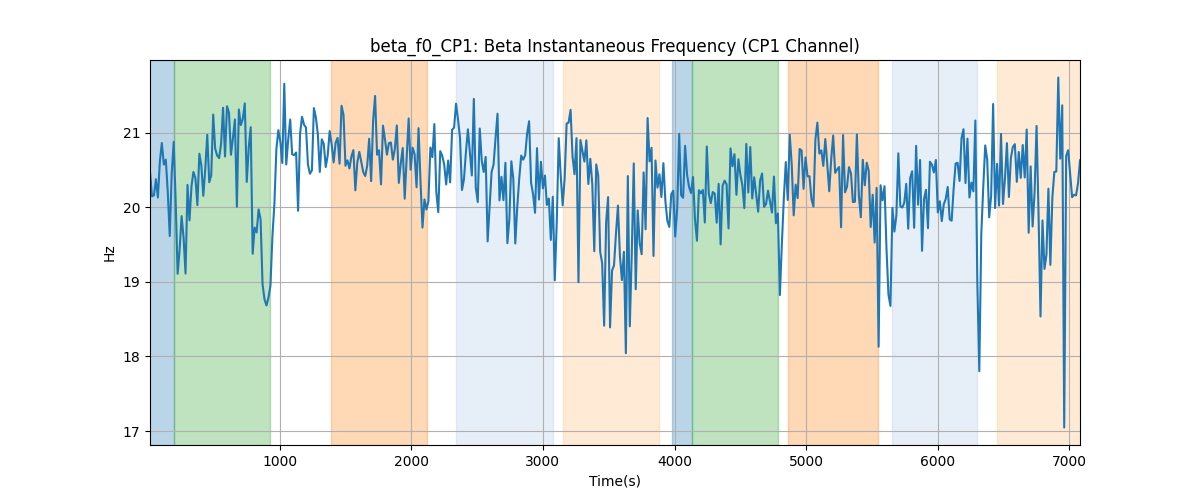 beta_f0_CP1: Beta Instantaneous Frequency (CP1 Channel)
21
20
19
18
17
Hz
1000 2000 3000 4000 5000 6000 7000
Time(s)